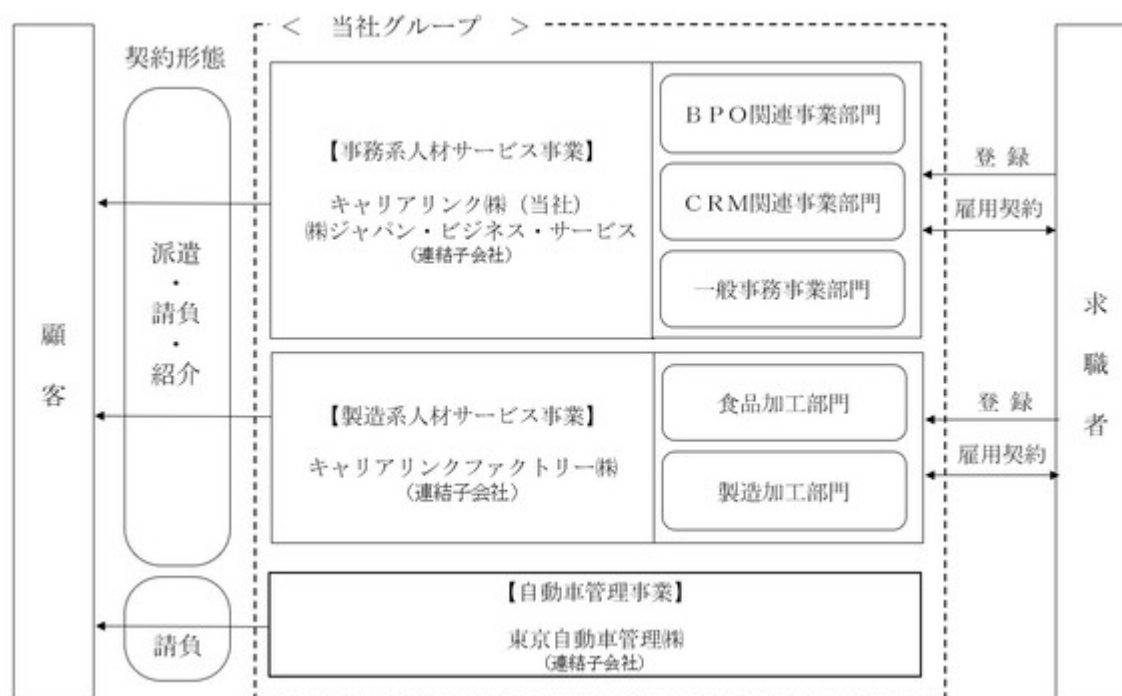 < 当社グループ >
契約形態
顧客
派遣・請負・紹介
【事務系人材サービス事業】
キャリアリンク㈱（当社）
㈱ジャパン・ビジネス・サービス
（連結子会社）
ＢＰＯ関連事業部門
ＣＲＭ関連事業部門
一般事務事業部門
登録
雇用契約
求職者
【製造系人材サービス事業】
キャリアリンクファクトリー㈱
（連結子会社）
食品加工部門
製造加工部門
登録
雇用契約
請負
【自動車管理事業】
東京自動車管理㈱
（連結子会社）